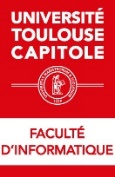 UNIVERSITÉ
TOULOUSE
CAPITOLE
FACULTÉ
D'INFORMATIQUE